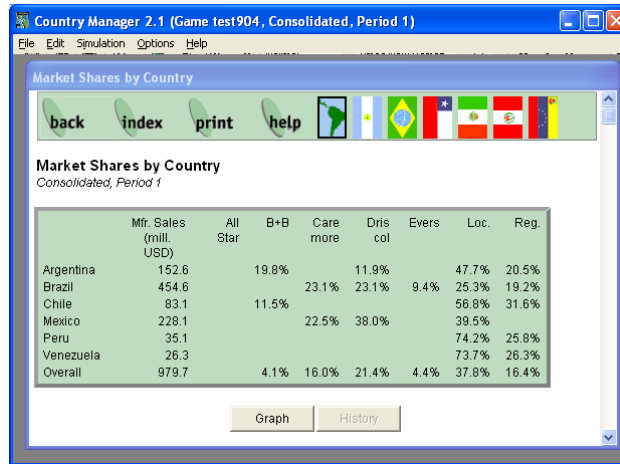 Country Manager 2.1 (Game test904, Consolidated, Period 1)
File Edit Simulation Options Help
Market Shares by Country
back index print help
Market Shares by Country
Consolidated, Period 1
Mfr. Sales (mill. USD) All Star B+B Care more Dris col Evers Loc. Reg.
Argentina 152.6 19.8% 11.9% 47.7% 20.5%
Brazil 454.6 23.1% 23.1% 9.4% 25.3% 19.2%
Chile 83.1 11.5% 56.8% 31.6%
Mexico 228.1 22.5% 38.0% 39.5%
Peru 35.1 74.2% 25.8%
Venezuela 26.3 73.7% 26.3%
Overall 979.7 4.1% 16.0% 21.4% 4.4% 37.8% 16.4%
Graph History